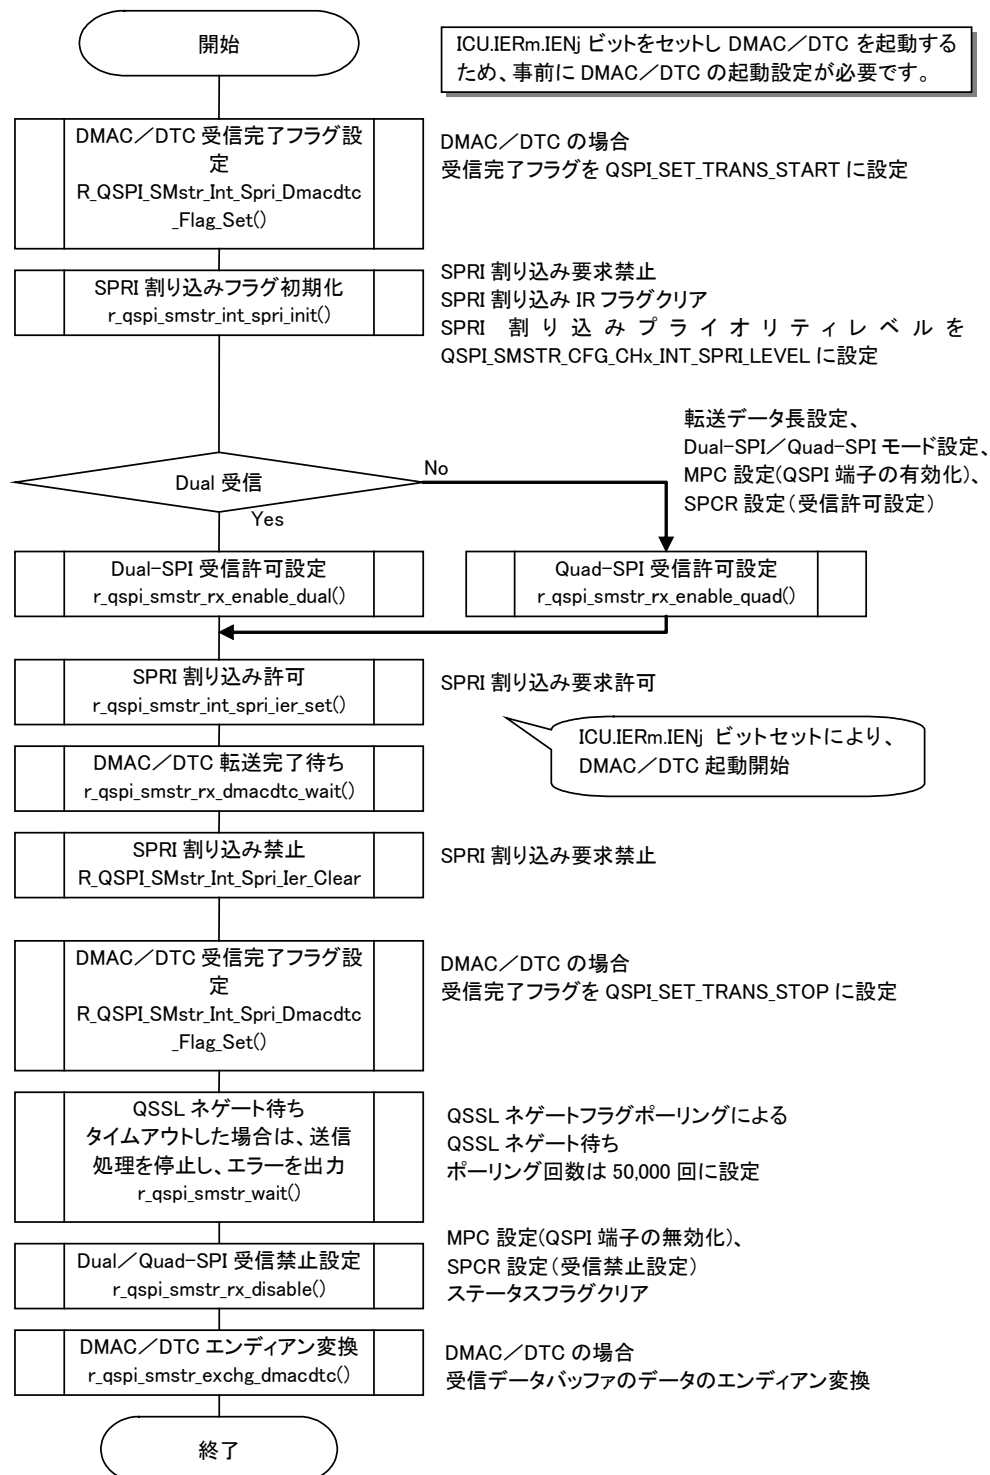 開始
ICU.IERm.IENj ビットをセットし DMAC／DTC を起動する
ため、事前に DMAC／DTC の起動設定が必要です。
DMAC／DTC 受信完了フラグ設
定
R_QSPI_SMstr_Int_Spri_Dmacdtc
_Flag_Set()
DMAC／DTC の場合
受信完了フラグを QSPI_SET_TRANS_START に設定
SPRI 割り込みフラグ初期化
r_qspi_smstr_int_spri_init()
SPRI 割り込み要求禁止
SPRI 割り込み IR フラグクリア
SPRI 割り込みプライオリティレベルを
QSPI_SMSTR_CFG_CHx_INT_SPRI_LEVEL に設定
転送データ長設定、
Dual-SPI／Quad-SPI モード設定、
MPC 設定(QSPI 端子の有効化)、
SPCR 設定（受信許可設定）
Dual 受信
No
Yes
Dual-SPI 受信許可設定
r_qspi_smstr_rx_enable_dual()
Quad-SPI 受信許可設定
r_qspi_smstr_rx_enable_quad()
SPRI 割り込み許可
r_qspi_smstr_int_spri_ier_set()
SPRI 割り込み要求許可
ICU.IERm.IENj ビットセットにより、
DMAC／DTC 起動開始
DMAC／DTC 転送完了待ち
r_qspi_smstr_rx_dmacdtc_wait()
SPRI 割り込み禁止
R_QSPI_SMstr_Int_Spri_Ier_Clear
SPRI 割り込み要求禁止
DMAC／DTC 受信完了フラグ設
定
R_QSPI_SMstr_Int_Spri_Dmacdtc
_Flag_Set()
DMAC／DTC の場合
受信完了フラグを QSPI_SET_TRANS_STOP に設定
QSSL ネゲート待ち
タイムアウトした場合は、送信
処理を停止し、エラーを出力
r_qspi_smstr_wait()
QSSL ネゲートフラグポーリングによる
QSSL ネゲート待ち
ポーリング回数は 50,000 回に設定
Dual／Quad-SPI 受信禁止設定
r_qspi_smstr_rx_disable()
MPC 設定(QSPI 端子の無効化)、
SPCR 設定（受信禁止設定）
ステータスフラグクリア
DMAC／DTC エンディアン変換
r_qspi_smstr_exchg_dmacdtc()
DMAC／DTC の場合
受信データバッファのデータのエンディアン変換
終了